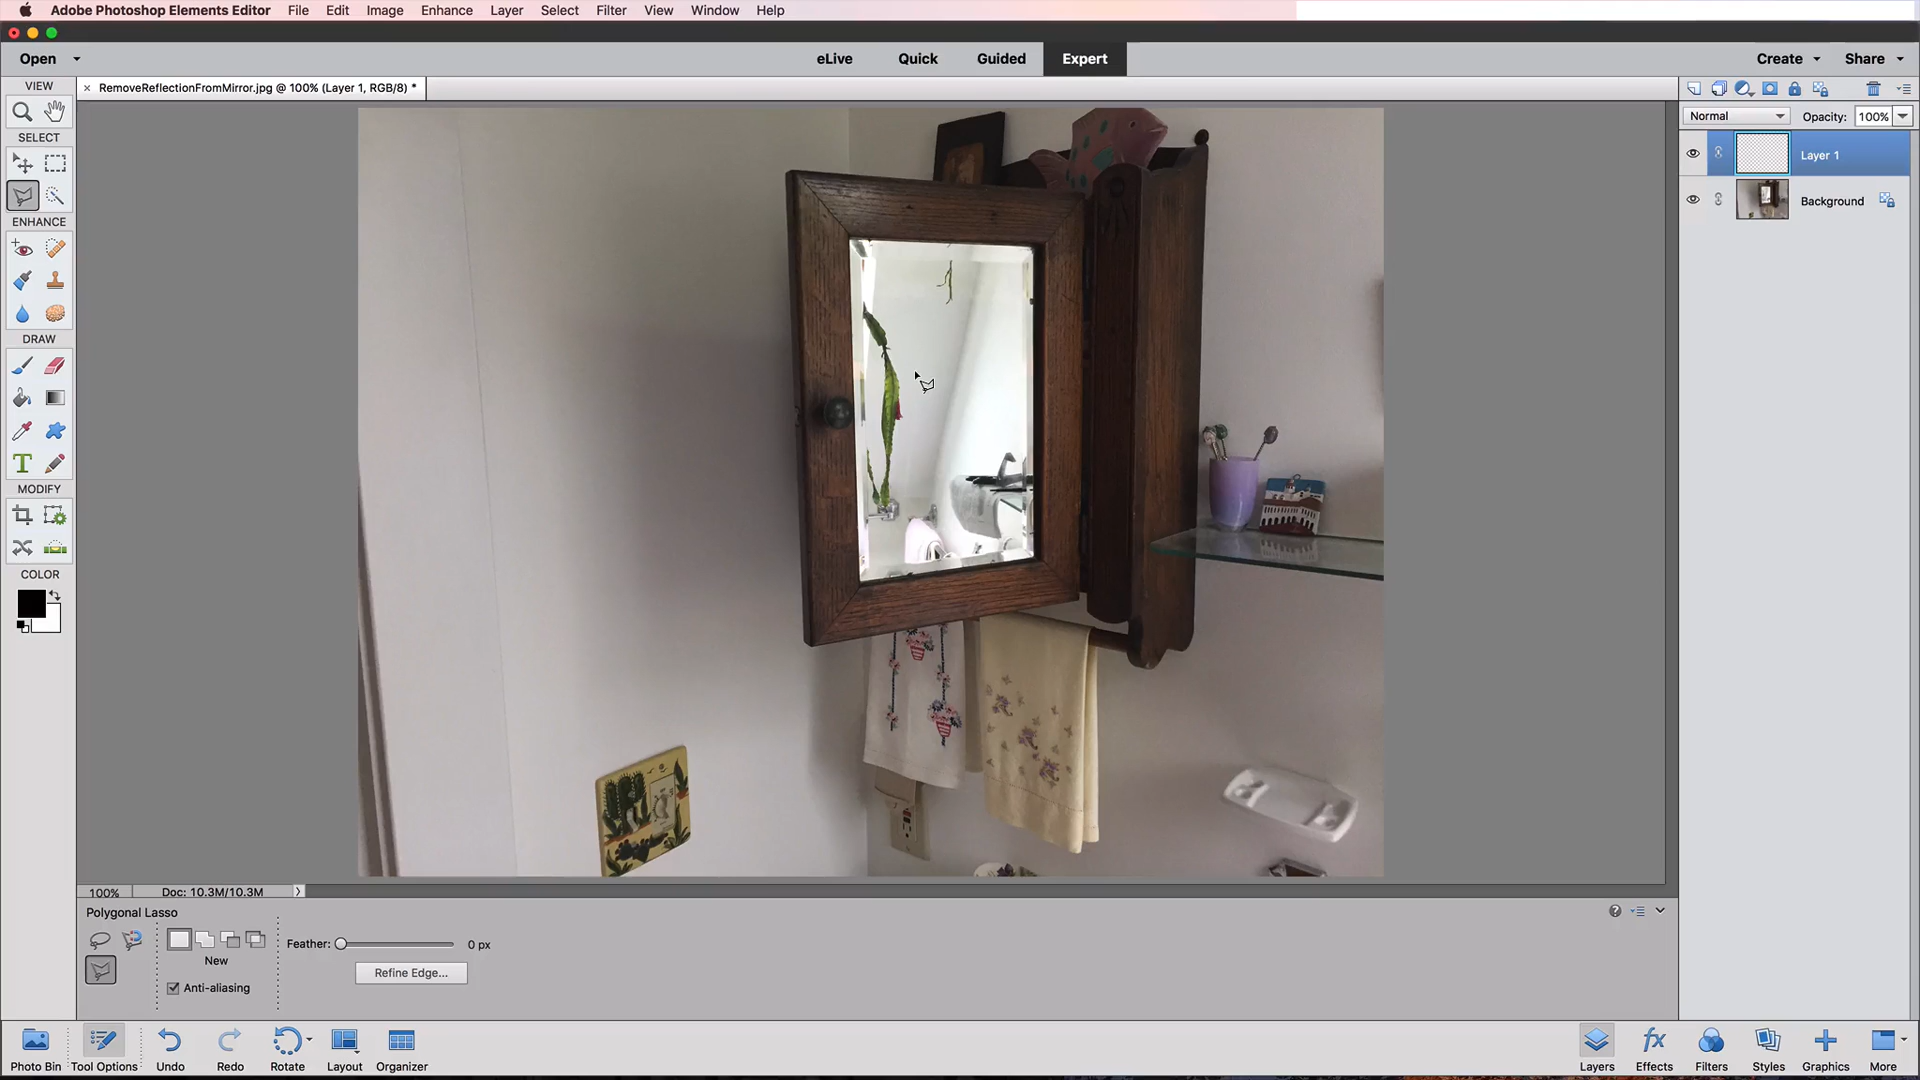 Adobe Photoshop Elements Editor File Edit Image Enhance Layer Select Filter View Window Help
Open eLive Quick Guided Expert Create Share
VIEW × RemoveReflectionFromMirror.jpg @ 100% (Layer 1, RGB/8) *
Normal Opacity: 100%
SELECT
Layer 1
Background
ENHANCE
DRAW
T
MODIFY
COLOR
100% Doc: 10.3M/10.3M
Polygonal Lasso
Feather: 0 px
New
Refine Edge...
Anti-aliasing
Photo Bin Tool Options Undo Redo Rotate Layout Organizer
fx
Layers Effects Filters Styles Graphics More